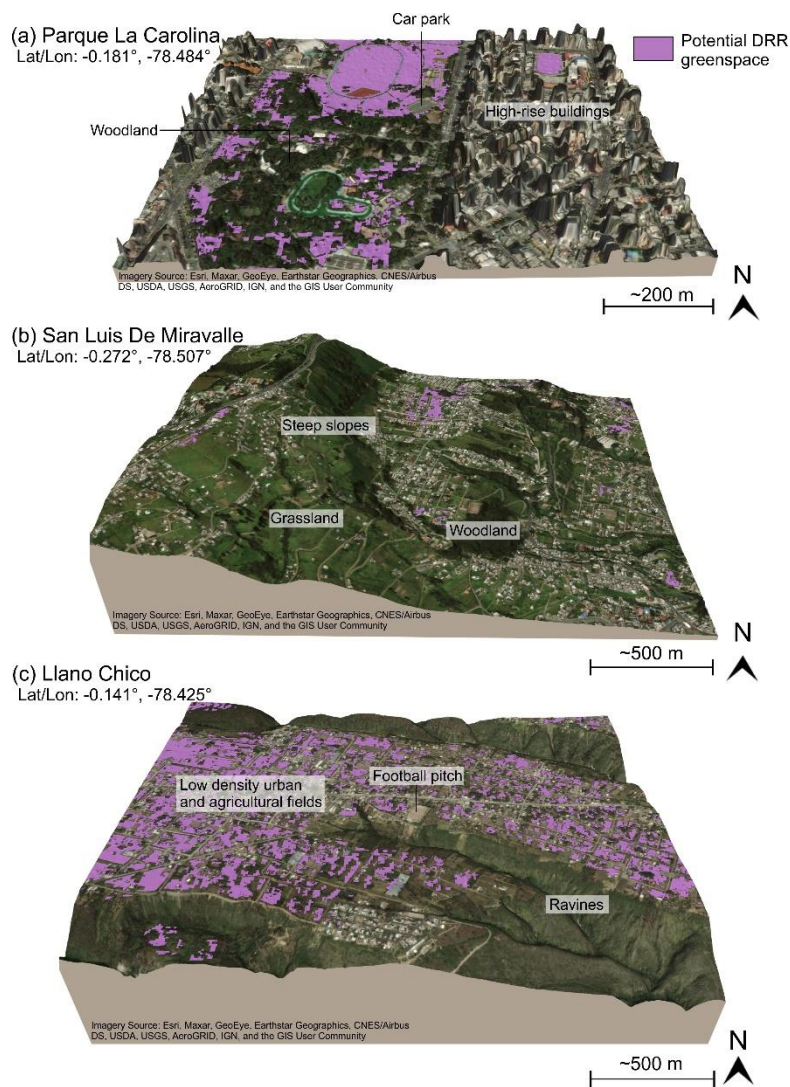 (a) Parque La Carolina
Lat/Lon: -0.181°, -78.484°
Car park
Potential DRR
greenspace
Woodland
High-rise buildings
Imagery Source: Esri, Maxar, GeoEye, Earthstar Geographics, CNES/Airbus
DS, USDA, USGS, AeroGRID, IGN, and the GIS User Community
N
~200 m
(b) San Luis De Miravalle
Lat/Lon: -0.272°, -78.507°
Steep slopes
Grassland
Woodland
Imagery Source: Esri, Maxar, GeoEye, Earthstar Geographics, CNES/Airbus
DS, USDA, USGS, AeroGRID, IGN, and the GIS User Community
N
~500 m
(c) Llano Chico
Lat/Lon: -0.141°, -78.425°
Football pitch
Low density urban
and agricultural fields
Ravines
Imagery Source: Esri, Maxar, GeoEye, Earthstar Geographics, CNES/Airbus
DS, USDA, USGS, AeroGRID, IGN, and the GIS User Community
N
~500 m